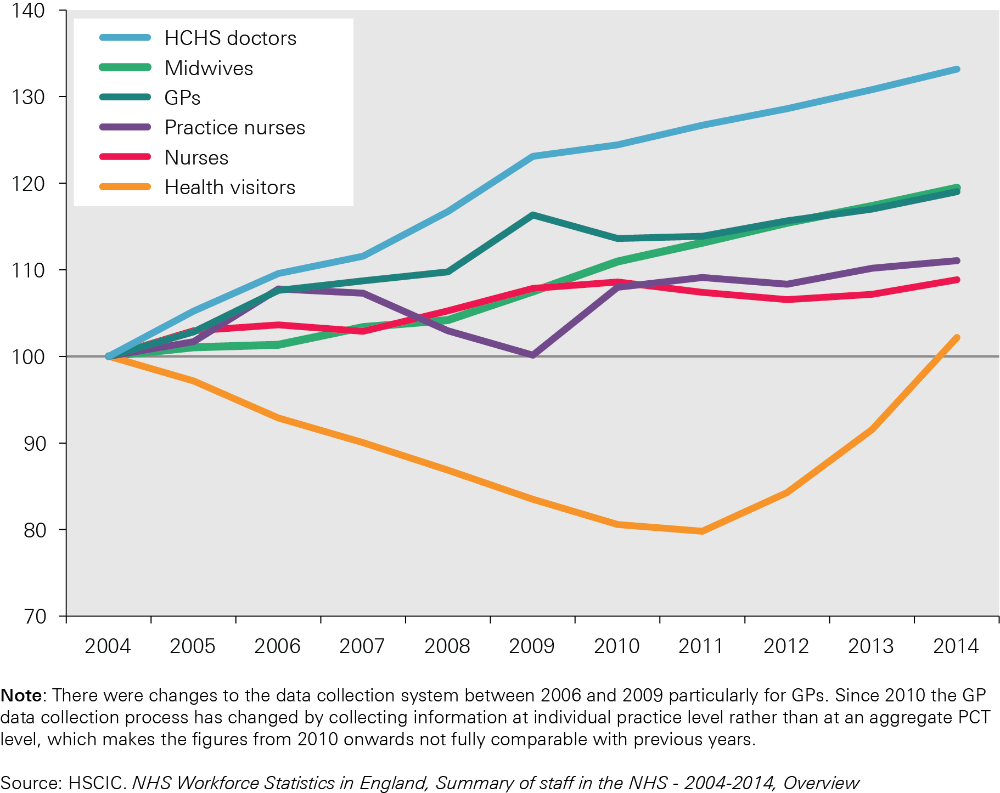 140
130
120
110
100
90
80
70
HCHS doctors
Midwives
GPs
Practice nurses
Nurses
Health visitors
2004 2005 2006 2007 2008 2009 2010 2011 2012 2013 2014
Note: There were changes to the data collection system between 2006 and 2009 particularly for GPs. Since 2010 the GP
data collection process has changed by collecting information at individual practice level rather than at an aggregate PCT
level, which makes the figures from 2010 onwards not fully comparable with previous years.
Source: HSCIC. NHS Workforce Statistics in England, Summary of staff in the NHS - 2004-2014, Overview